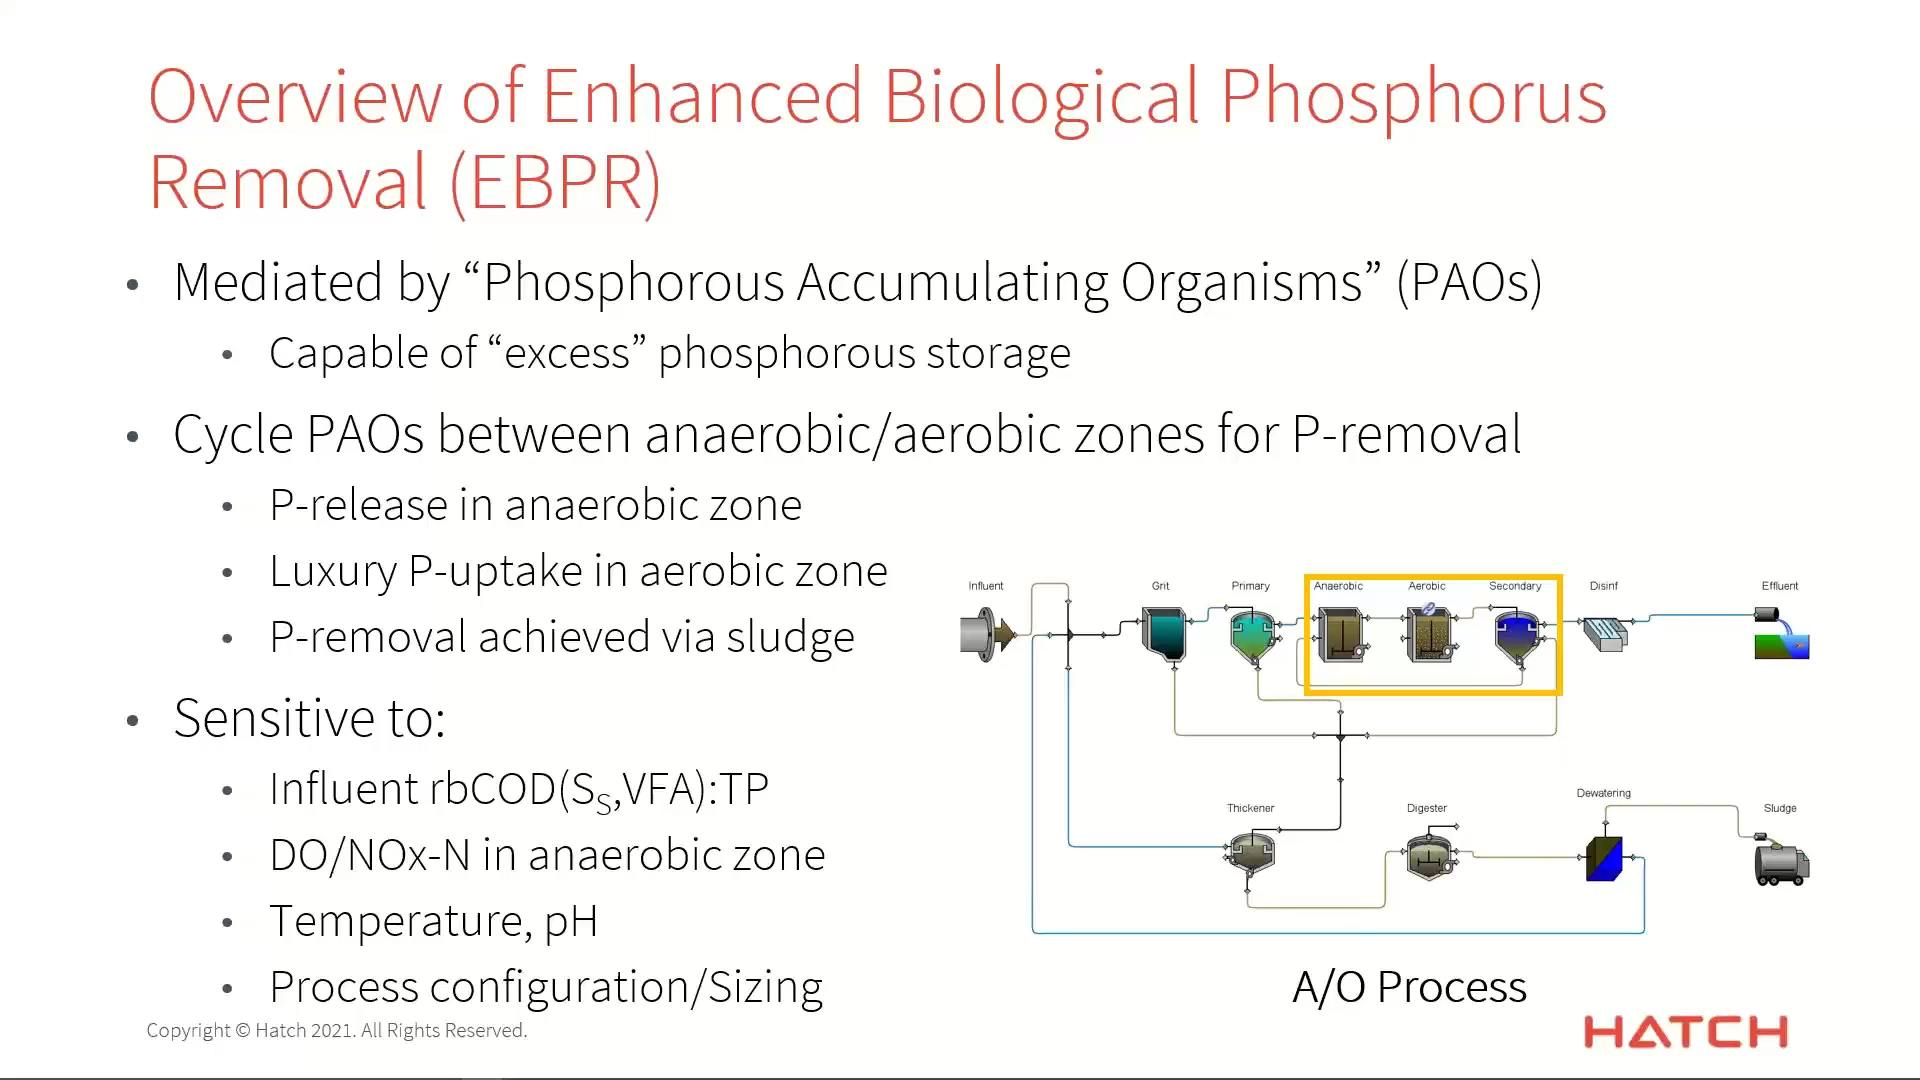 Overview of Enhanced Biological Phosphorus
Removal (EBPR)
• Mediated by “Phosphorous Accumulating Organisms” (PAOs)
• Capable of “excess” phosphorous storage
• Cycle PAOs between anaerobic/aerobic zones for P-removal
• P-release in anaerobic zone
• Luxury P-uptake in aerobic zone
• P-removal achieved via sludge
• Sensitive to:
• Influent rbCOD(SS,VFA):TP
• DO/NOx-N in anaerobic zone
• Temperature, pH
• Process configuration/Sizing
Influent
Grit
Primary
Anaerobic
Aerobic
Secondary
Disinf
Effluent
Thickener
Digester
Dewatering
Sludge
A/O Process
Copyright © Hatch 2021. All Rights Reserved.
HATCH